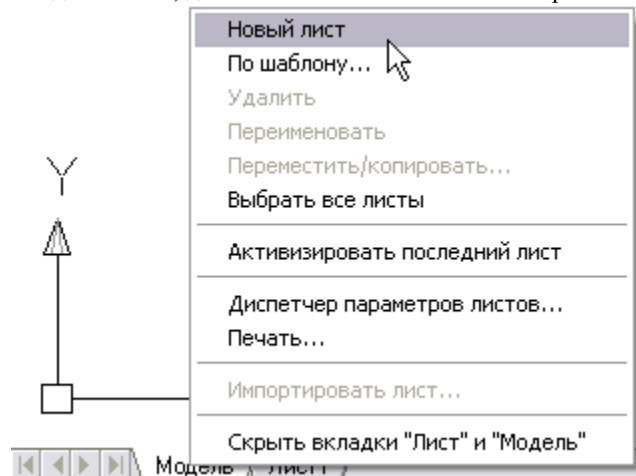 Новый лист
По шаблону...
Удалить
Переименовать
Переместить/копировать...
Выбрать все листы
Активизировать последний лист
Диспетчер параметров листов...
Печать...
Импортировать лист...
Скрыть вкладки "Лист" и "Модель"
Y
Модель Лист1